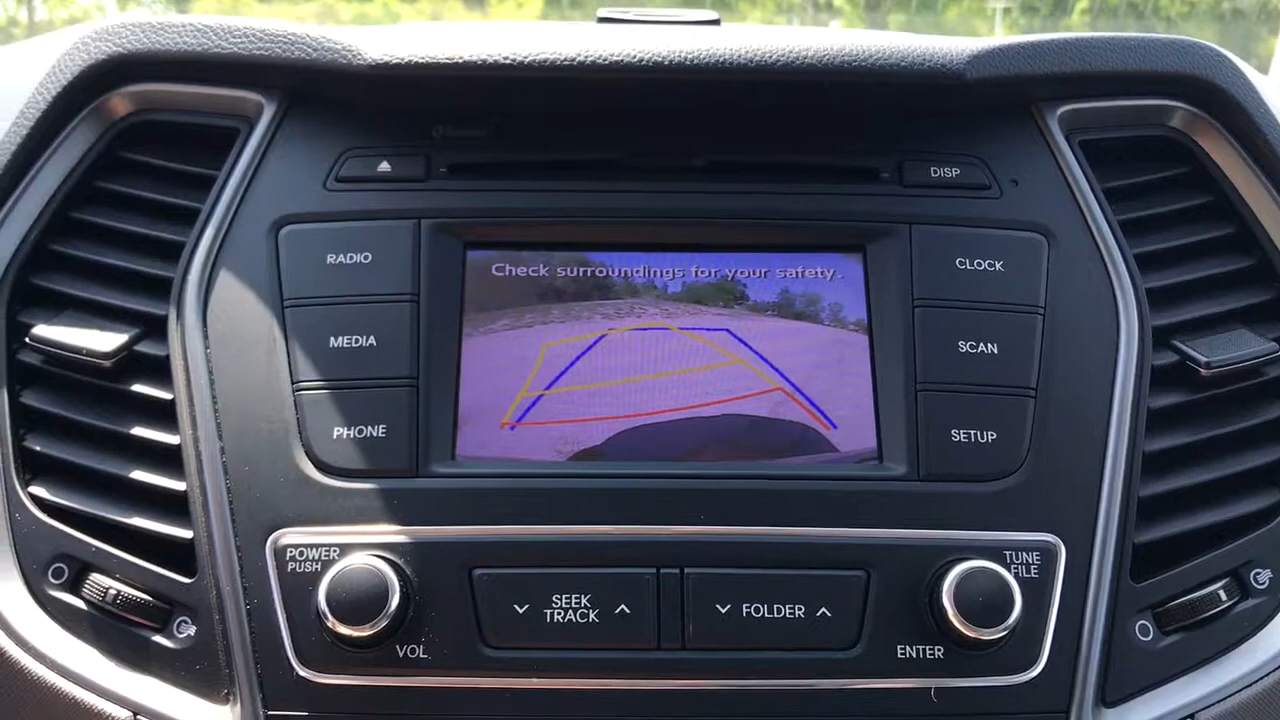 DISP
RADIO
MEDIA
PHONE
Check surroundings for your safety.
CLOCK
SCAN
SETUP
POWER
PUSH
VOL
SEEK
TRACK
FOLDER
TUNE
FILE
ENTER